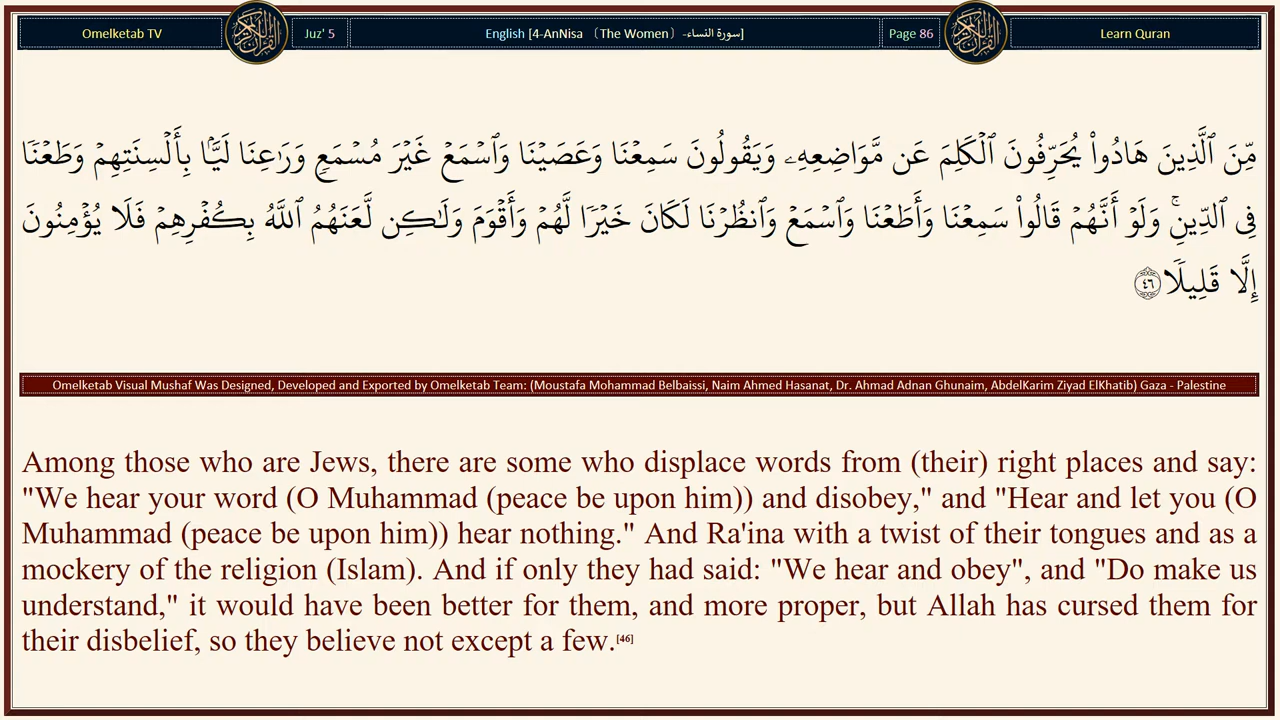 Omelketab TV
Juz' 5
English [4-AnNisa (The Women) -سورة النساء]
Page 86
Learn Quran
مِّنَ ٱلَّذِينَ هَادُوا۟ يُحَرِّفُونَ ٱلْكَلِمَ عَن مَّوَاضِعِهِۦ وَيَقُولُونَ سَمِعْنَا وَعَصَيْنَا وَٱسْمَعْ غَيْرَ مُسْمَعٍ وَرَٰعِنَا لَيًّۢا بِأَلْسِنَتِهِمْ وَطَعْنًا
فِى ٱلدِّينِ ۚ وَلَوْ أَنَّهُمْ قَالُوا۟ سَمِعْنَا وَأَطَعْنَا وَٱسْمَعْ وَٱنظُرْنَا لَكَانَ خَيْرًا لَّهُمْ وَأَقْوَمَ وَلَٰكِن لَّعَنَهُمُ ٱللَّهُ بِكُفْرِهِمْ فَلَا يُؤْمِنُونَ
إِلَّا قَلِيلًا ٤٦
Omelketab Visual Mushaf Was Designed, Developed and Exported by Omelketab Team: (Moustafa Mohammad Belbaissi, Naim Ahmed Hasanat, Dr. Ahmad Adnan Ghunaim, AbdelKarim Ziyad ElKhatib) Gaza - Palestine
Among those who are Jews, there are some who displace words from (their) right places and say:
"We hear your word (O Muhammad (peace be upon him)) and disobey," and "Hear and let you (O
Muhammad (peace be upon him)) hear nothing." And Ra'ina with a twist of their tongues and as a
mockery of the religion (Islam). And if only they had said: "We hear and obey", and "Do make us
understand," it would have been better for them, and more proper, but Allah has cursed them for
their disbelief, so they believe not except a few.[46]